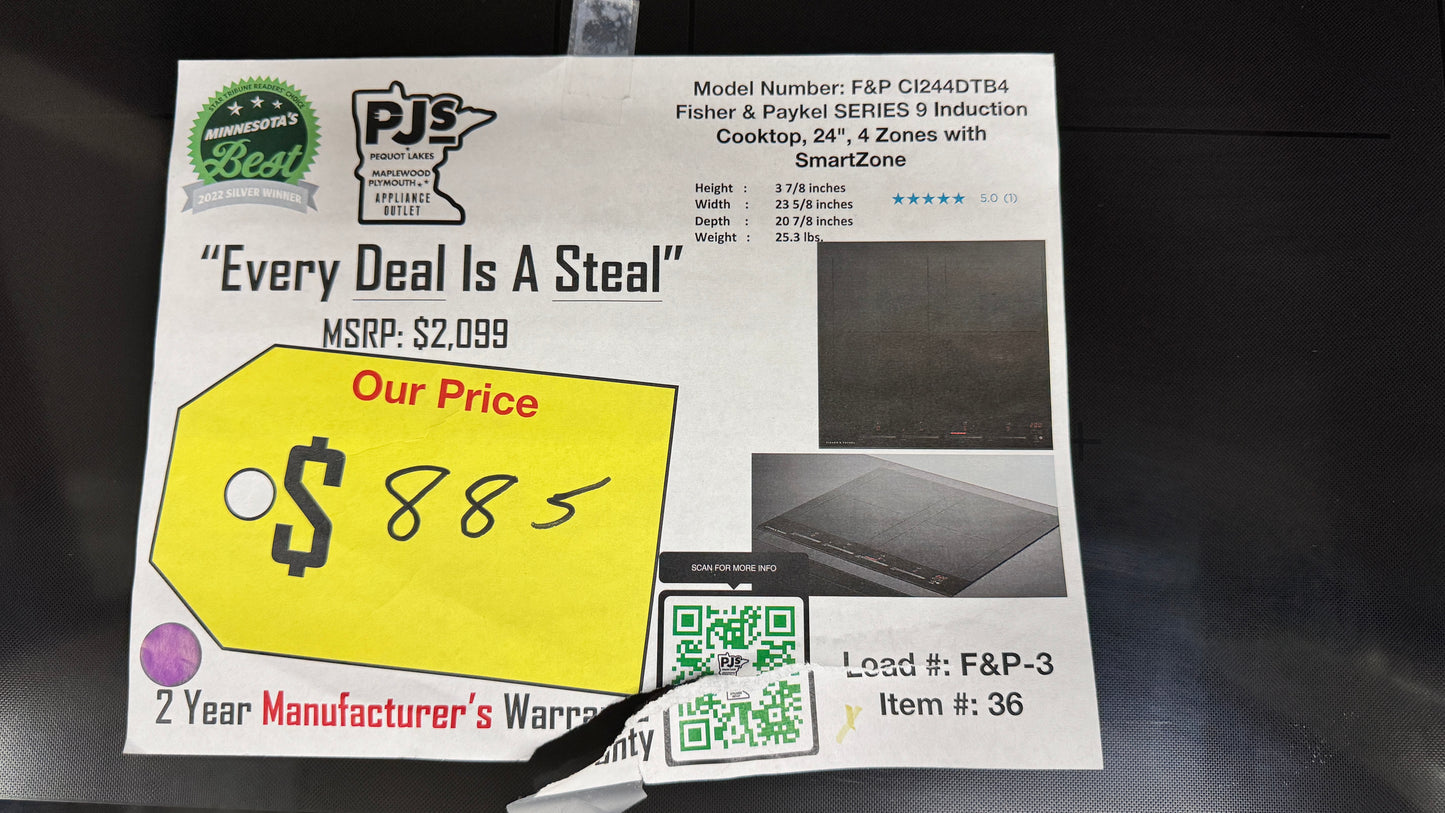 STAR TRIBUNE READERS' CHOICE
MINNESOTA'S
Best
2022 SILVER WINNER
PJS
PEQUOT LAKES
MAPLEWOOD
PLYMOUTH
APPLIANCE
OUTLET
Model Number: F&P CI244DTB4
Fisher & Paykel SERIES 9 Induction
Cooktop, 24", 4 Zones with
SmartZone
Height : 3 7/8 inches
Width : 23 5/8 inches
Depth : 20 7/8 inches
Weight : 25.3 lbs.
5.0 (1)
"Every Deal Is A Steal"
MSRP: $2,099
Our Price
$ 885
SCAN FOR MORE INFO
PJS
Load #: F&P-3
Item #: 36
2 Year Manufacturer's Warranty